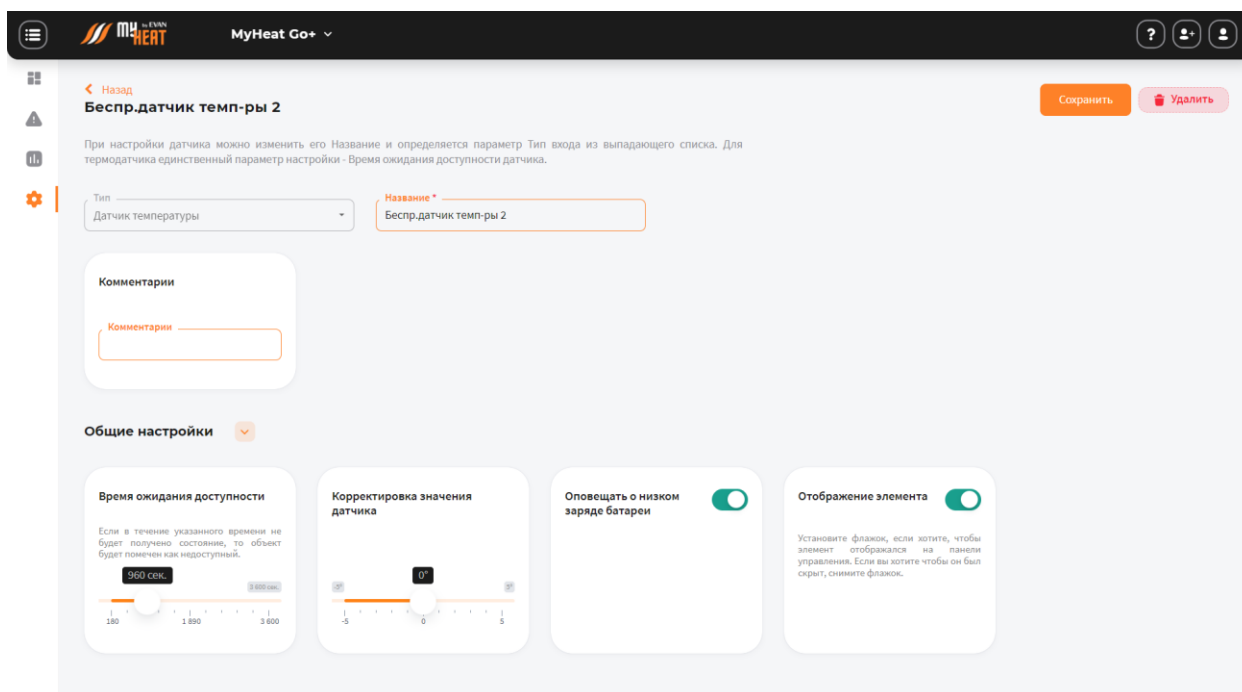 by EVAN
MYHEAT
MyHeat Go+
?
Назад
Беспр.датчик темп-ры 2
Сохранить
Удалить
При настройки датчика можно изменить его Название и определяется параметр Тип входа из выпадающего списка. Для
термодатчика единственный параметр настройки - Время ожидания доступности датчика.
Тип
Датчик температуры
Название *
Беспр.датчик темп-ры 2
Комментарии
Комментарии
Общие настройки
Время ожидания доступности
Если в течение указанного времени не
будет получено состояние, то объект
будет помечен как недоступный.
960 сек.
3 600 сек.
180 1 890 3 600
Корректировка значения
датчика
0°
-5° 5°
-5 0 5
Оповещать о низком
заряде батареи
Отображение элемента
Установите флажок, если хотите, чтобы
элемент отображался на панели
управления. Если вы хотите чтобы он был
скрыт, снимите флажок.